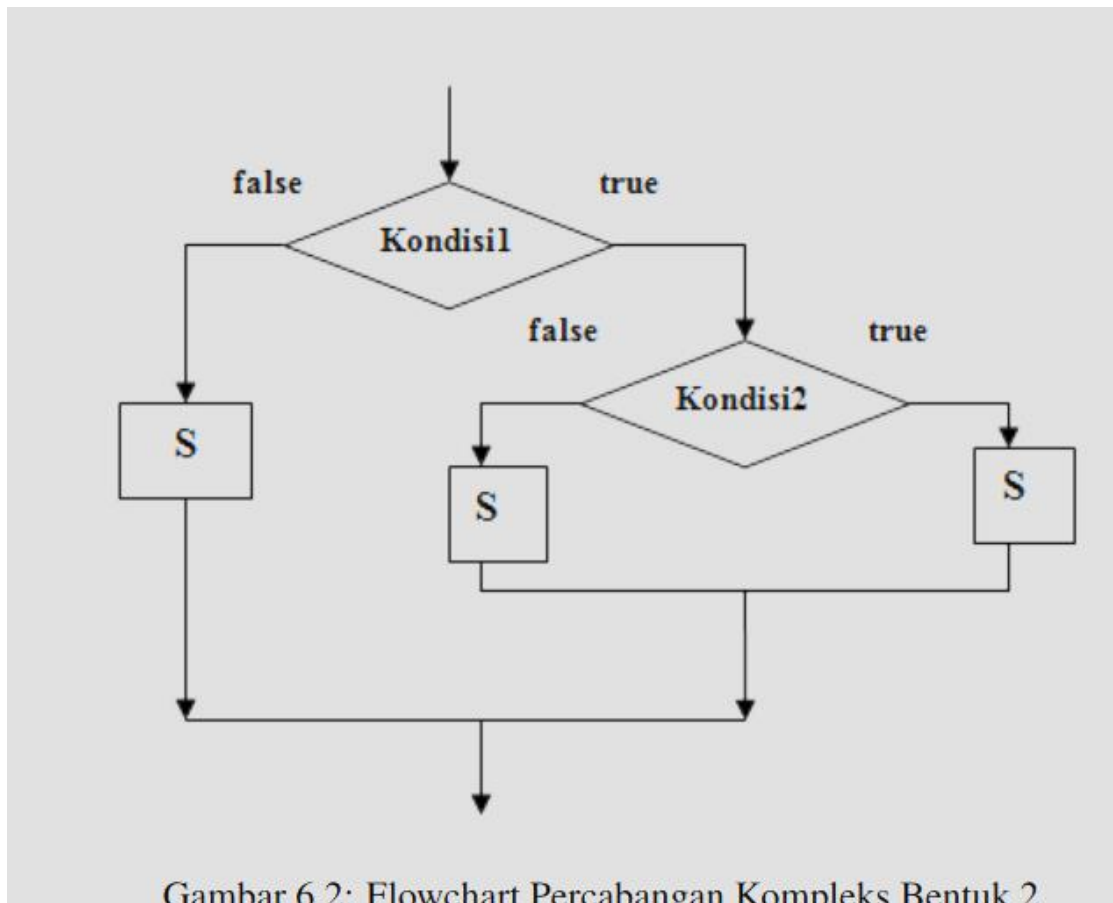 false true
Kondisi1
false true
Kondisi2
S
S
S
Gambar 6.2: Flowchart Percabangan Kompleks Bentuk 2